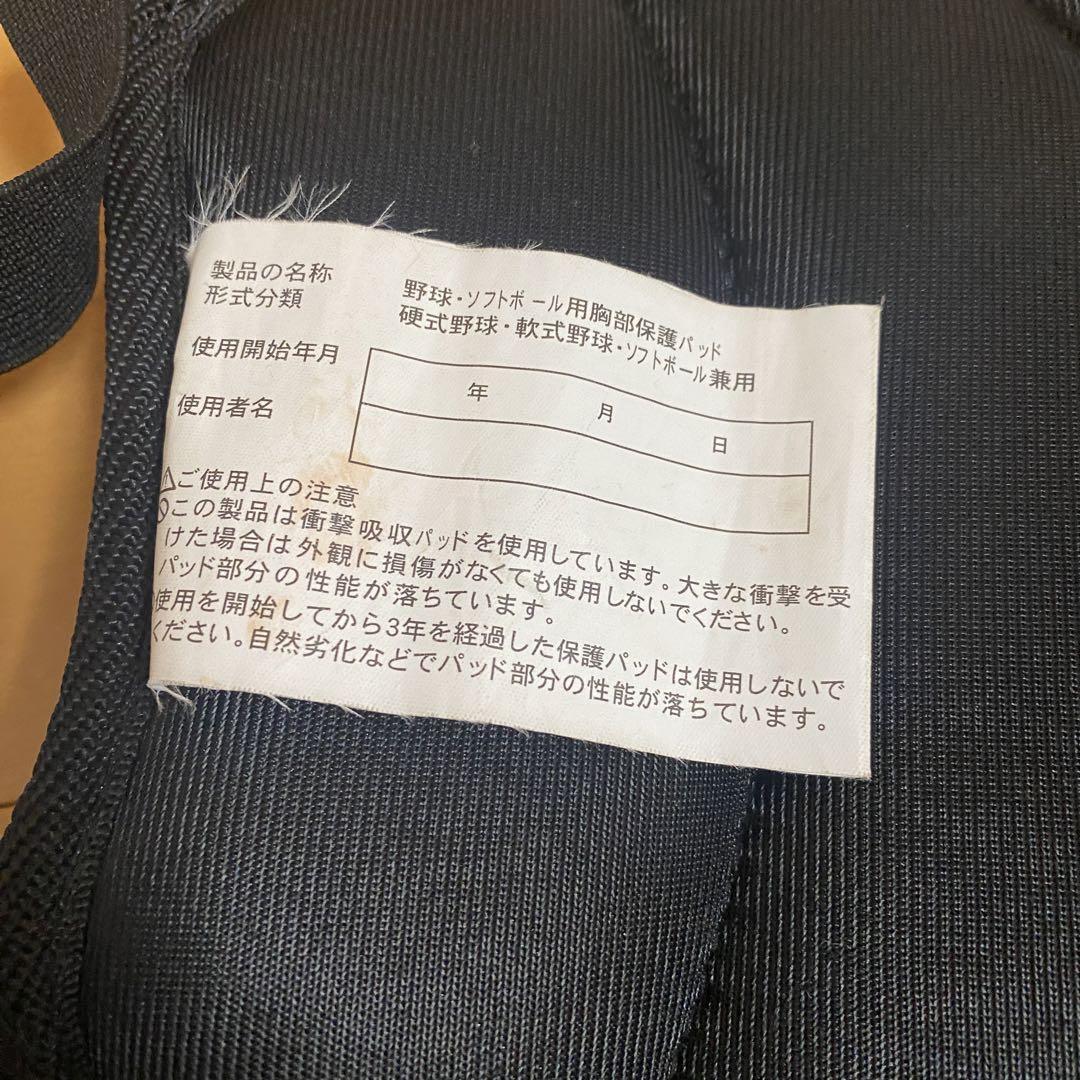 製品の名称 野球・ソフトボール用胸部保護パッド
形式分類 硬式野球・軟式野球・ソフトボール兼用
使用開始年月 年 月 日
使用者名
⚠ご使用上の注意
🚫この製品は衝撃吸収パッドを使用しています。大きな衝撃を受
けた場合は外観に損傷がなくても使用しないでください。
パッド部分の性能が落ちています。
使用を開始してから3年を経過した保護パッドは使用しないで
ください。自然劣化などでパッド部分の性能が落ちています。